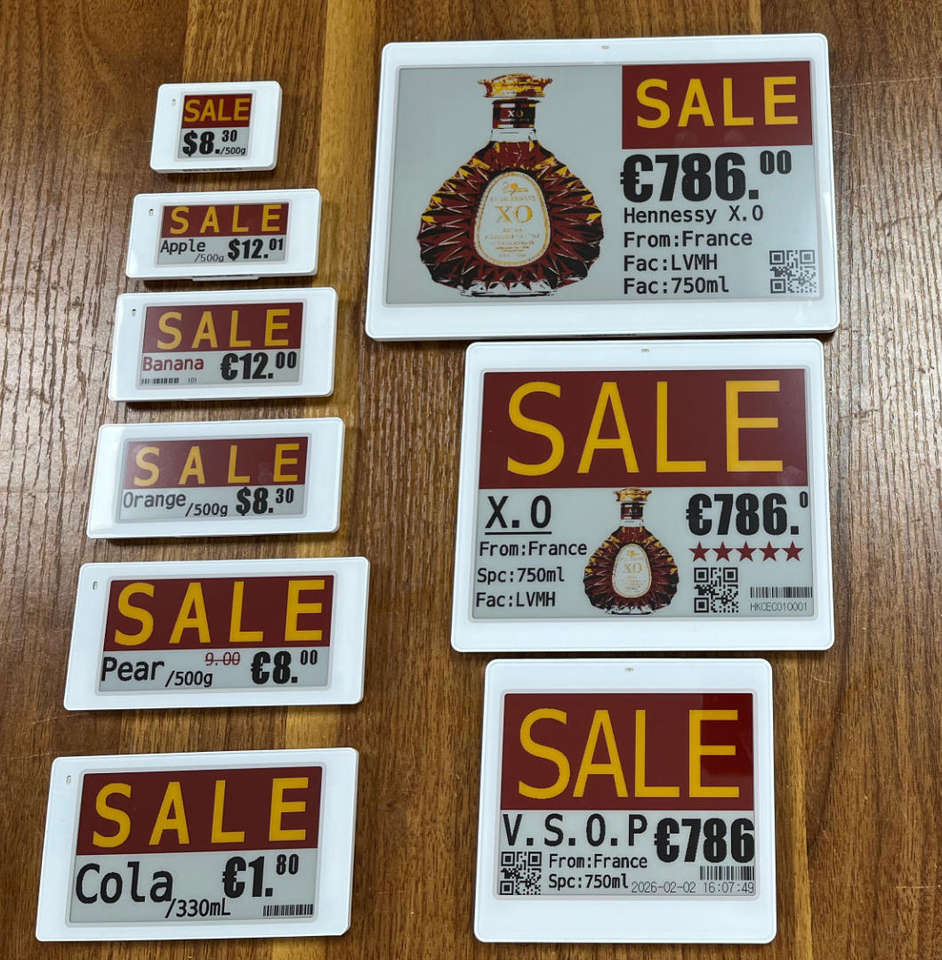 SALE
$8.30
/500g
SALE
Apple
/500g $12.01
SALE
Banana €12.00
SALE
Orange /500g $8.30
SALE
Pear /500g 9.00 €8.00
SALE
Cola /330mL €1.80
SALE
€786.00
Hennessy X.O
From:France
Fac:LVMH
Fac:750ml
XO
XO
SALE
X.O €786.0
From:France
Spc:750ml
Fac:LVMH
XO
HKCEC010001
SALE
V.S.O.P €786
From:France
Spc:750ml 2026-02-02 16:07:49